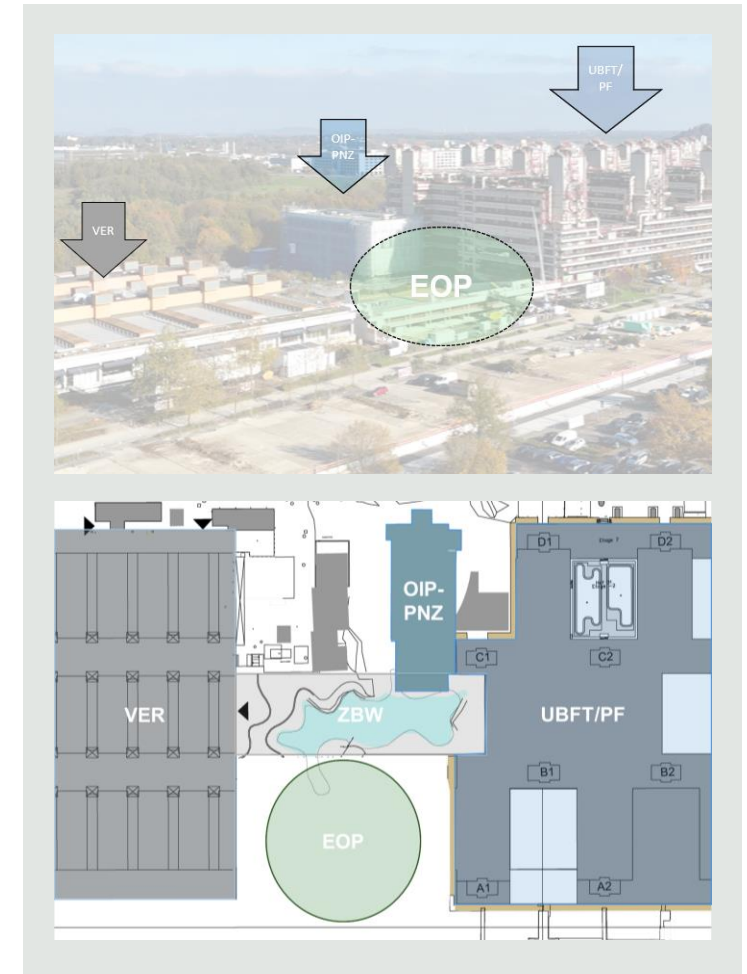 UBFT/
PF
OIP-
PNZ
VER
EOP
D1
D2
OIP-
PNZ
C1
C2
VER
ZBW
UBFT/PF
B1
B2
EOP
A1
A2